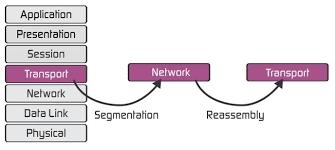 Application
Presentation
Session
Transport
Network
Data Link
Physical
Segmentation
Network
Reassembly
Transport